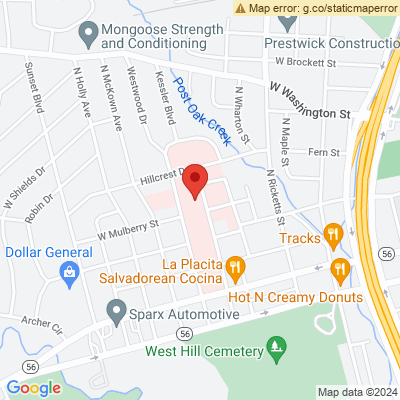 Map error: g.co/staticmaperror
Mongoose Strength
and Conditioning
Prestwick Construction
W Brockett St
Sunset Blvd
N Holly Ave
N McKown Ave
Westwood Dr
Kessler Blvd
Post Oak Creek
N Wharton St
W Washington St
N Maple St
Fern St
W Shields Dr
Robin Dr
Hillcrest D
N Ricketts St
W Mulberry St
Tracks
56
Dollar General
La Placita
Salvadorean Cocina
Hot N Creamy Donuts
Archer Cir
Sparx Automotive
56
West Hill Cemetery
56
Google
Map data ©2024